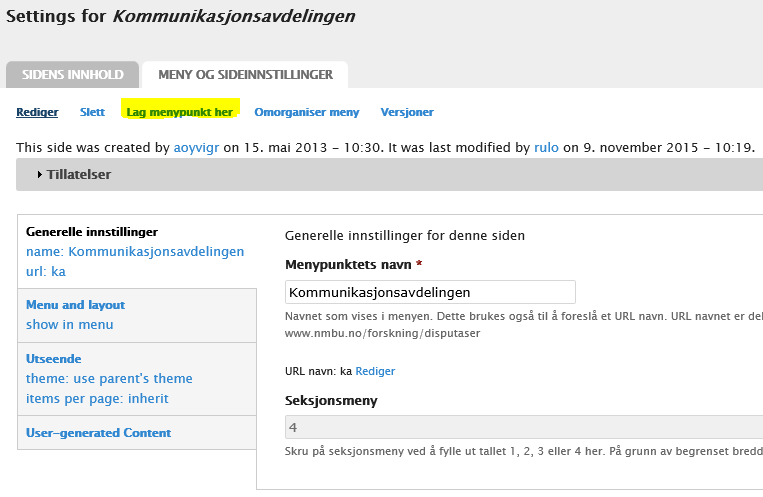 Settings for Kommunikasjonsavdelingen
SIDENS INNHOLD MENY OG SIDEINNSTILLINGER
Rediger Slett Lag menypunkt her Omorganiser meny Versjoner
This side was created by aoyvigr on 15. mai 2013 - 10:30. It was last modified by rulo on 9. november 2015 - 10:19.
Tillatelser
Generelle innstillinger
name: Kommunikasjonsavdelingen
url: ka
Menu and layout
show in menu
Utseende
theme: use parent's theme
items per page: inherit
User-generated Content
Generelle innstillinger for denne siden
Menypunktets navn *
Kommunikasjonsavdelingen
Navnet som vises i menyen. Dette brukes også til å foreslå et URL navn. URL navnet er del
www.nmbu.no/forskning/disputaser
URL navn: ka Rediger
Seksjonsmeny
4
Skru på seksjonsmeny ved å fylle ut tallet 1, 2, 3 eller 4 her. På grunn av begrenset bredd